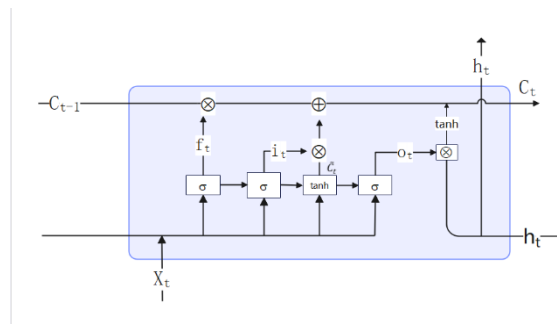 h_t
C_{t-1}
C_t
⊗
⊕
tanh
f_t
i_t
⊗
o_t
⊗
c̃_t
σ
σ
tanh
σ
h_t
X_t